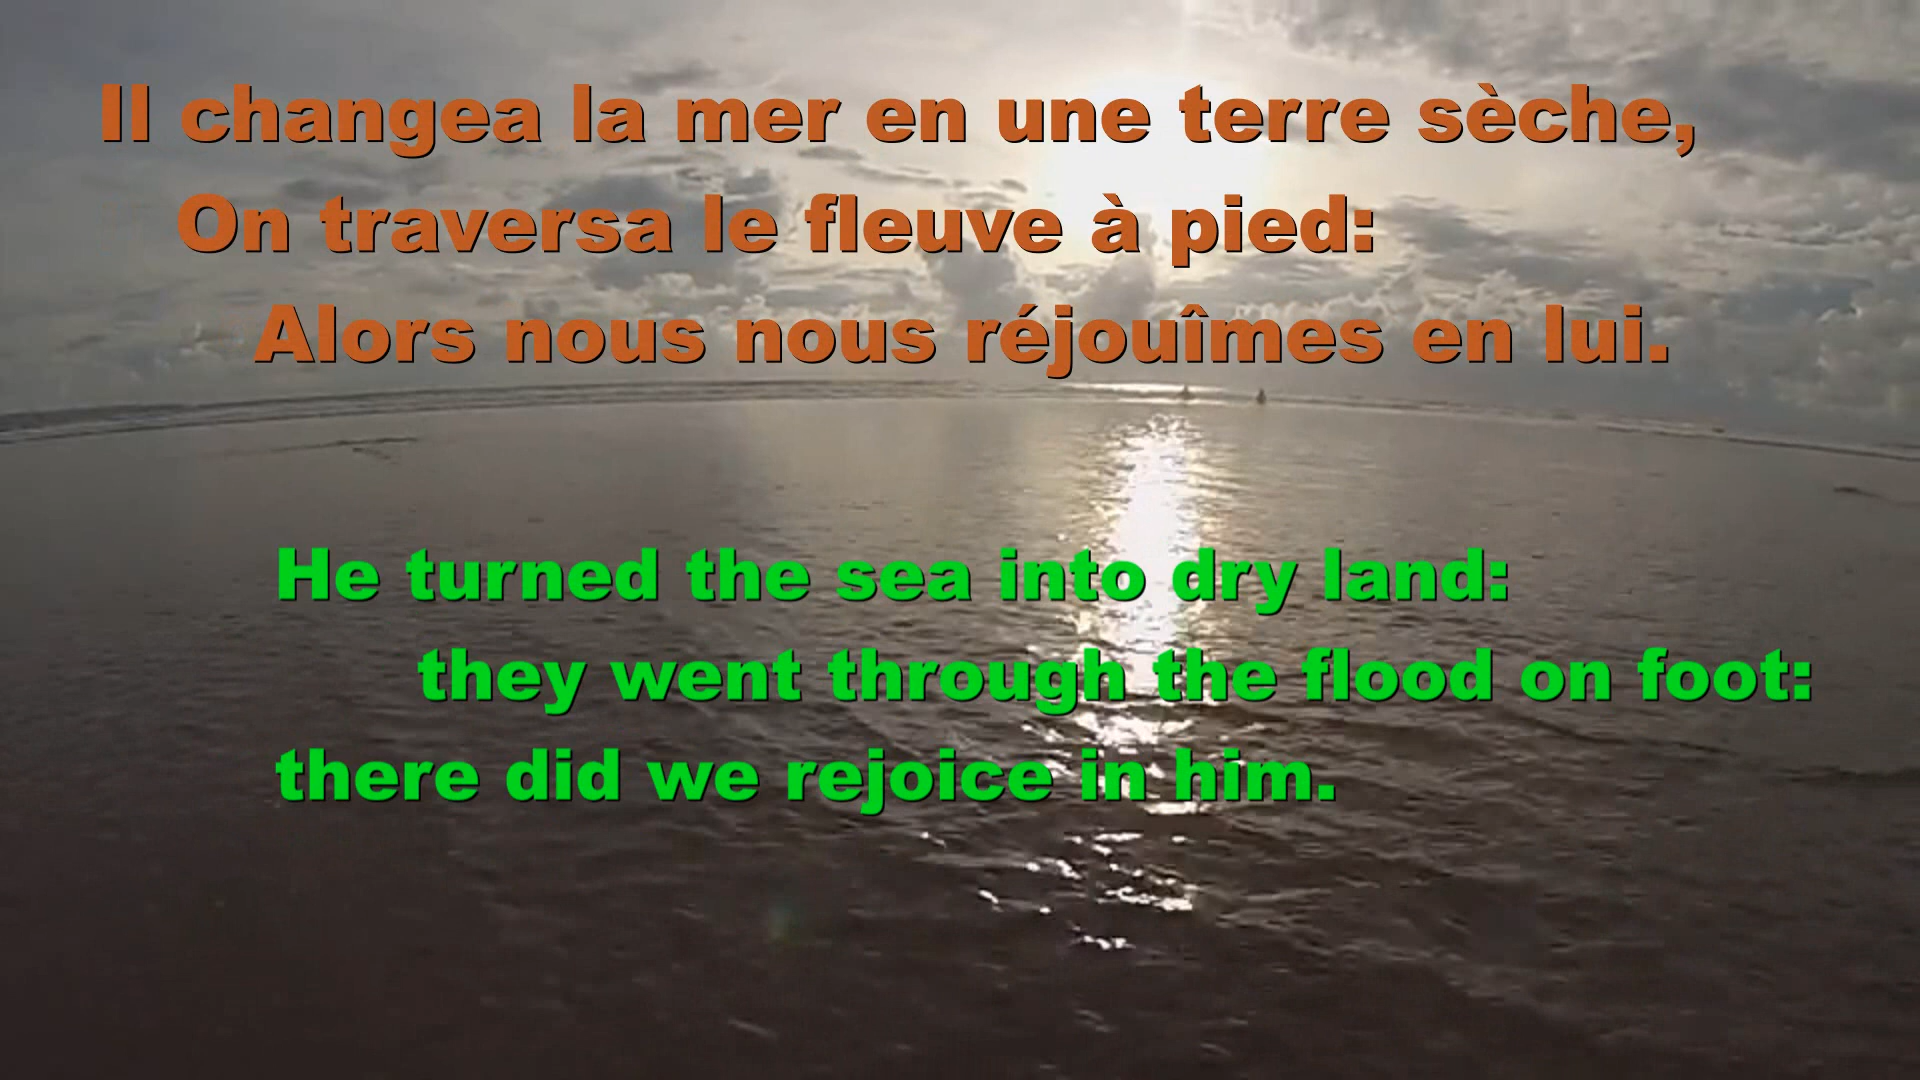 Il changea la mer en une terre sèche,
On traversa le fleuve à pied:
Alors nous nous réjouîmes en lui.
He turned the sea into dry land:
they went through the flood on foot:
there did we rejoice in him.